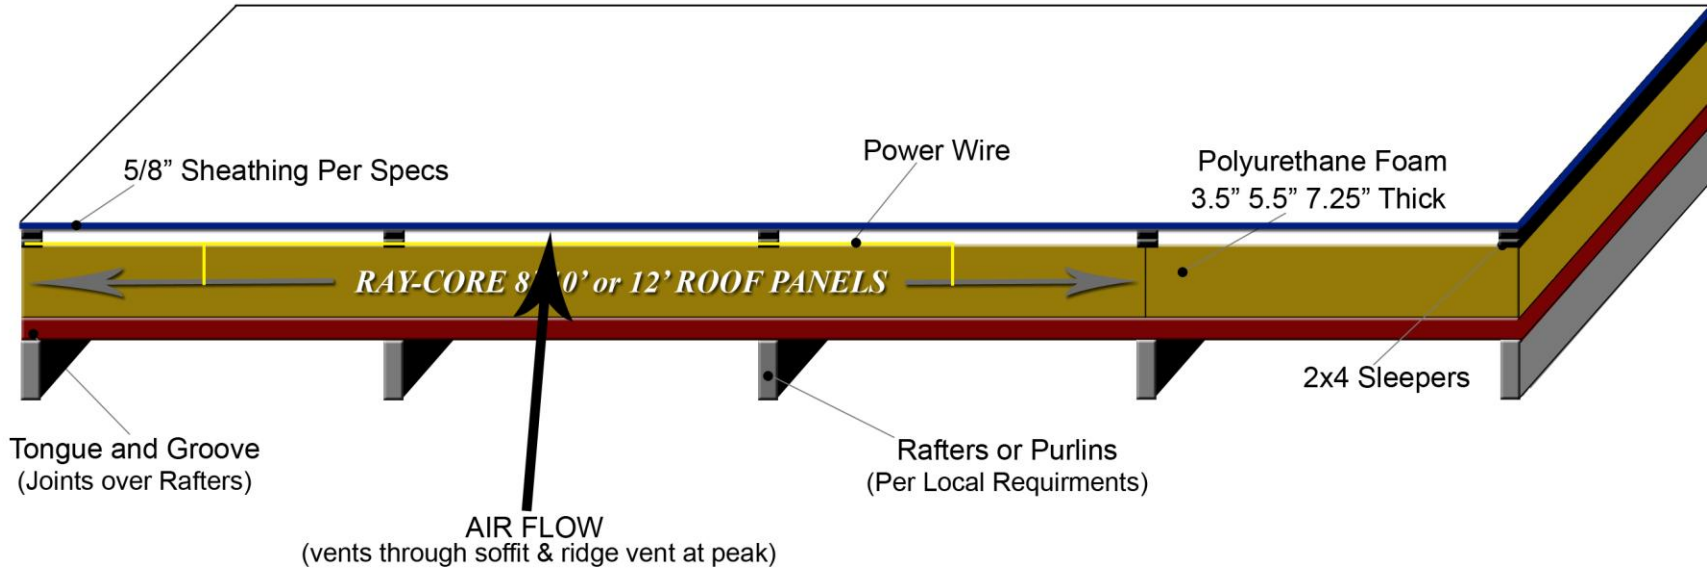 5/8” Sheathing Per Specs
Power Wire
Polyurethane Foam
3.5” 5.5” 7.25” Thick
RAY-CORE 8’ 10’ or 12’ ROOF PANELS
2x4 Sleepers
Tongue and Groove
(Joints over Rafters)
Rafters or Purlins
(Per Local Requirments)
AIR FLOW
(vents through soffit & ridge vent at peak)